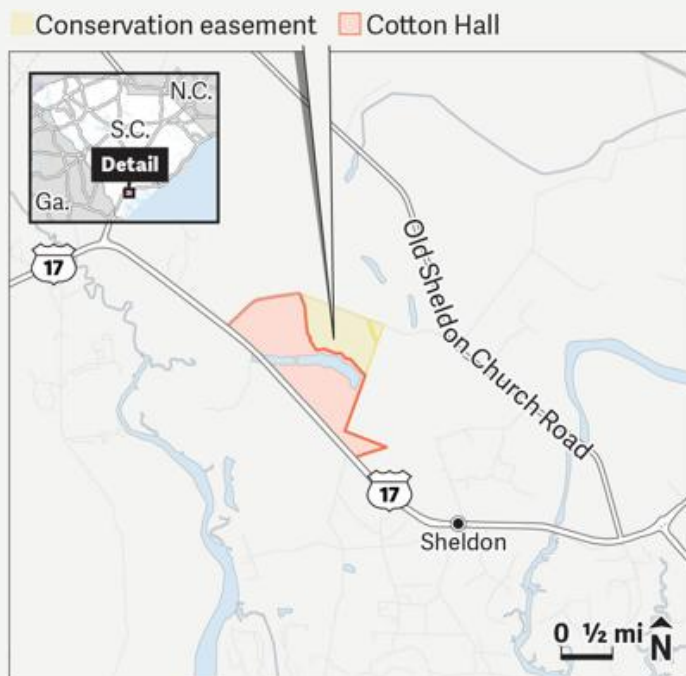 Conservation easement
Cotton Hall
N.C.
S.C.
Detail
Ga.
17
Old Sheldon Church Road
17
Sheldon
0 ½ mi N